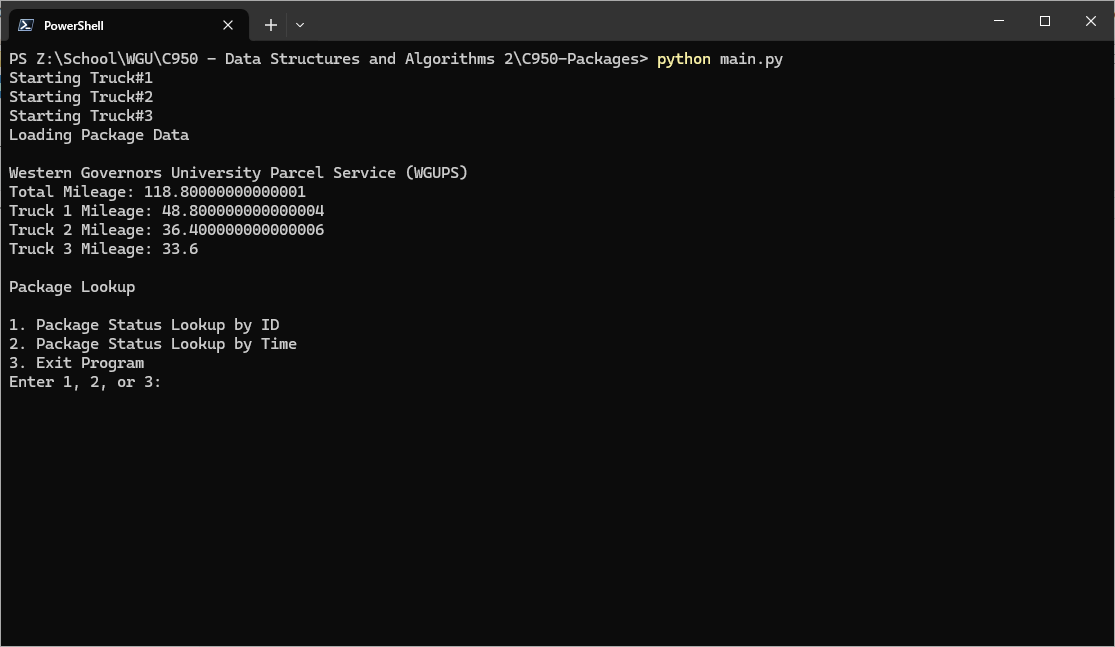 PowerShell
PS Z:\School\WGU\C950 - Data Structures and Algorithms 2\C950-Packages> python main.py
Starting Truck#1
Starting Truck#2
Starting Truck#3
Loading Package Data
Western Governors University Parcel Service (WGUPS)
Total Mileage: 118.80000000000001
Truck 1 Mileage: 48.800000000000004
Truck 2 Mileage: 36.400000000000006
Truck 3 Mileage: 33.6
Package Lookup
1. Package Status Lookup by ID
2. Package Status Lookup by Time
3. Exit Program
Enter 1, 2, or 3: